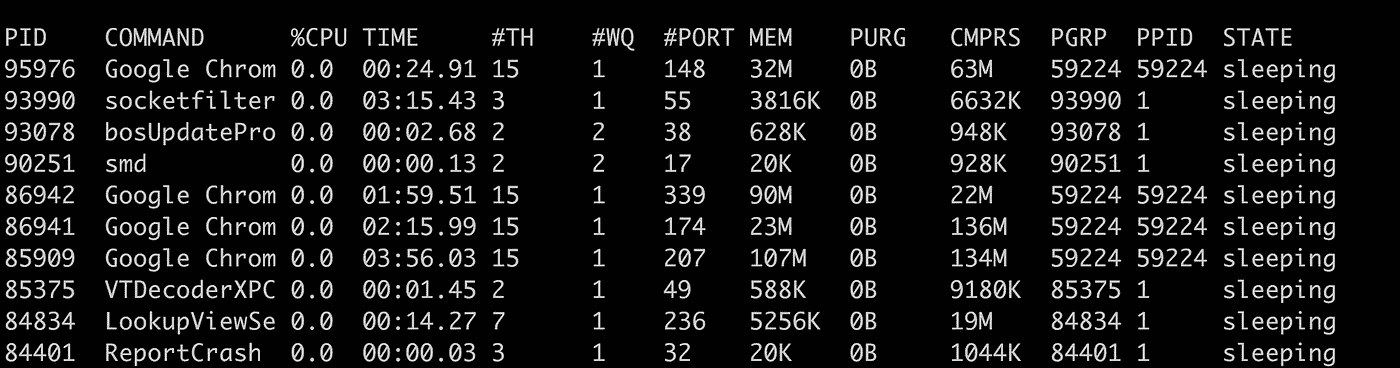 PID COMMAND %CPU TIME #TH #WQ #PORT MEM PURG CMPRS PGRP PPID STATE
95976 Google Chrom 0.0 00:24.91 15 1 148 32M 0B 63M 59224 59224 sleeping
93990 socketfilter 0.0 03:15.43 3 1 55 3816K 0B 6632K 93990 1 sleeping
93078 bosUpdatePro 0.0 00:02.68 2 2 38 628K 0B 948K 93078 1 sleeping
90251 smd 0.0 00:00.13 2 2 17 20K 0B 928K 90251 1 sleeping
86942 Google Chrom 0.0 01:59.51 15 1 339 90M 0B 22M 59224 59224 sleeping
86941 Google Chrom 0.0 02:15.99 15 1 174 23M 0B 136M 59224 59224 sleeping
85909 Google Chrom 0.0 03:56.03 15 1 207 107M 0B 134M 59224 59224 sleeping
85375 VTDecoderXPC 0.0 00:01.45 2 1 49 588K 0B 9180K 85375 1 sleeping
84834 LookupViewSe 0.0 00:14.27 7 1 236 5256K 0B 19M 84834 1 sleeping
84401 ReportCrash 0.0 00:00.03 3 1 32 20K 0B 1044K 84401 1 sleeping